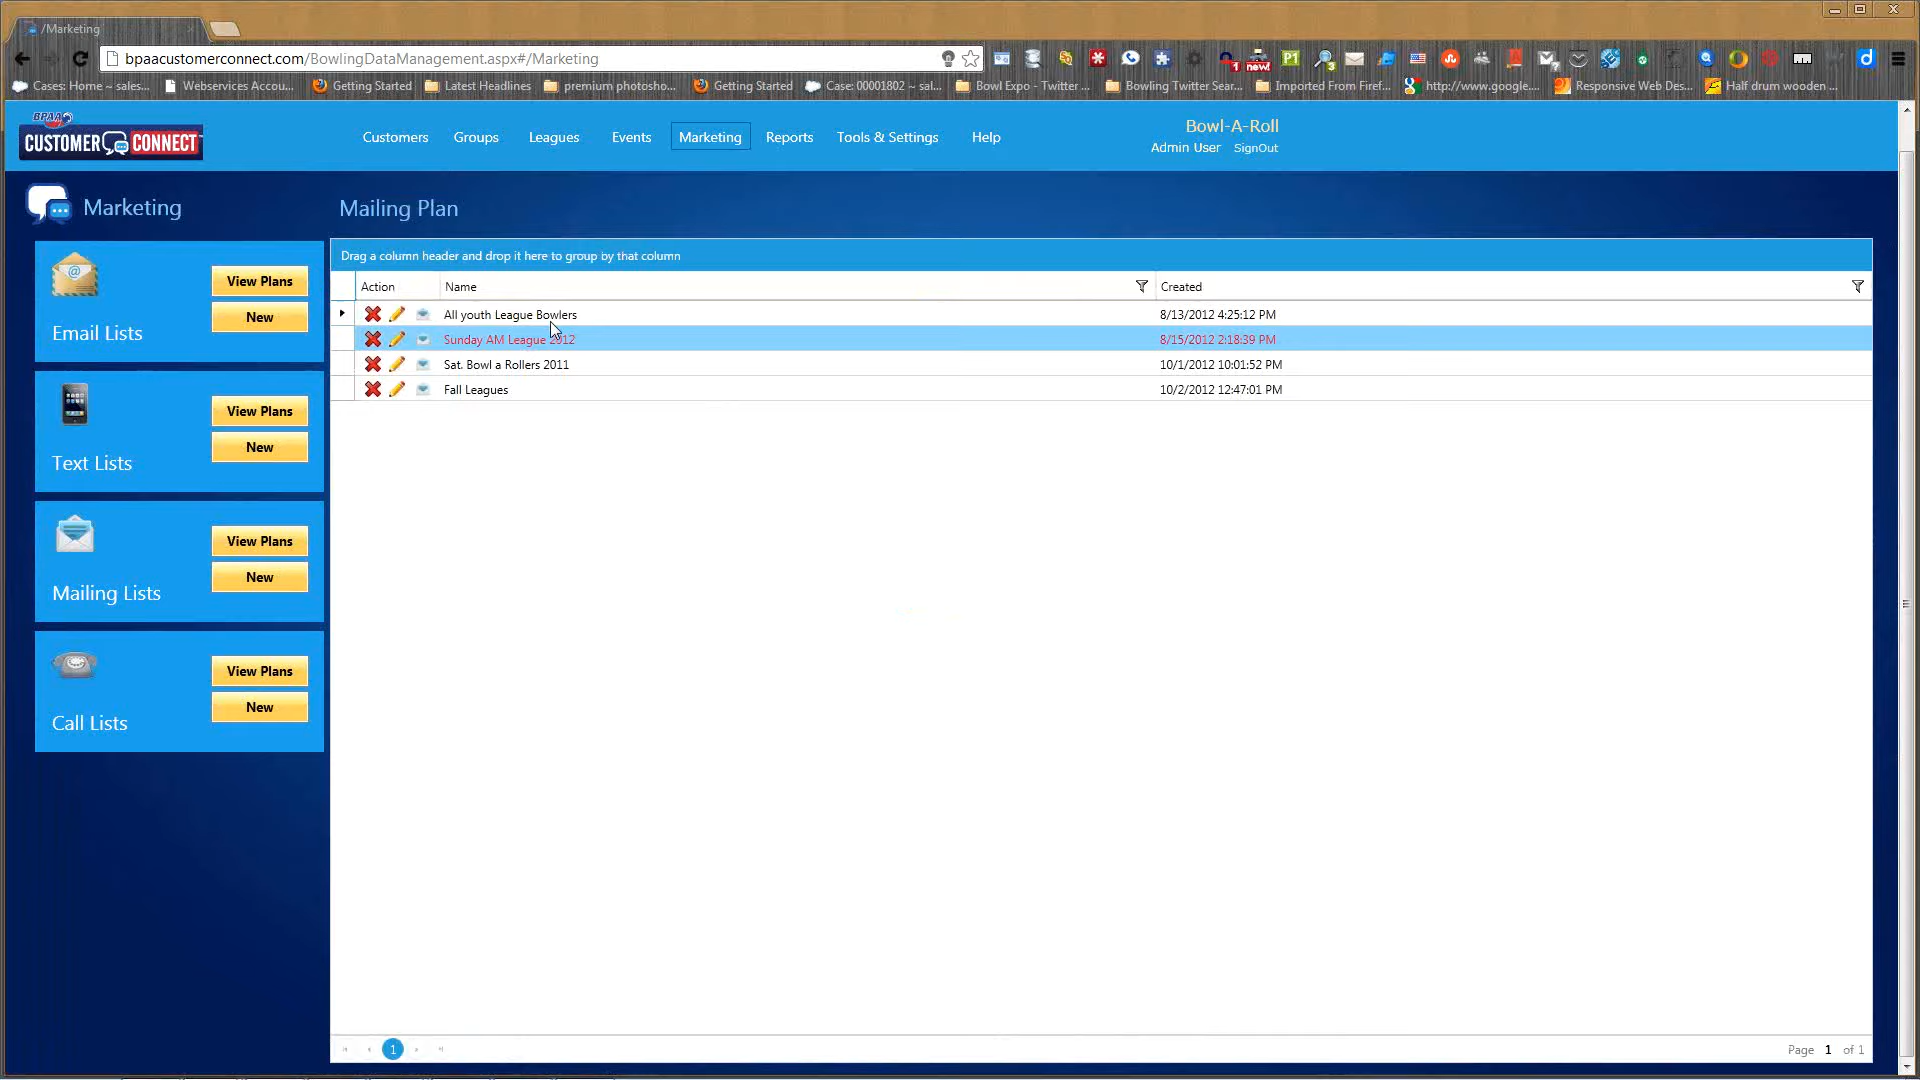 /Marketing
bpaacustomerconnect.com/BowlingDataManagement.aspx#/Marketing
Cases: Home ~ sales... Webservices Accou... Getting Started Latest Headlines premium photosho... Getting Started Case: 00001802 ~ sal... Bowl Expo - Twitter ... Bowling Twitter Sear... Imported From Firef... http://www.google.... Responsive Web Des... Half drum wooden ...
BPAA
CUSTOMER CONNECT
Customers Groups Leagues Events Marketing Reports Tools & Settings Help
Bowl-A-Roll
Admin User SignOut
Marketing
Mailing Plan
Email Lists
View Plans
New
Text Lists
View Plans
New
Mailing Lists
View Plans
New
Call Lists
View Plans
New
Drag a column header and drop it here to group by that column
Action Name Created
All youth League Bowlers 8/13/2012 4:25:12 PM
Sunday AM League 2012 8/15/2012 2:18:39 PM
Sat. Bowl a Rollers 2011 10/1/2012 10:01:52 PM
Fall Leagues 10/2/2012 12:47:01 PM
1
Page 1 of 1